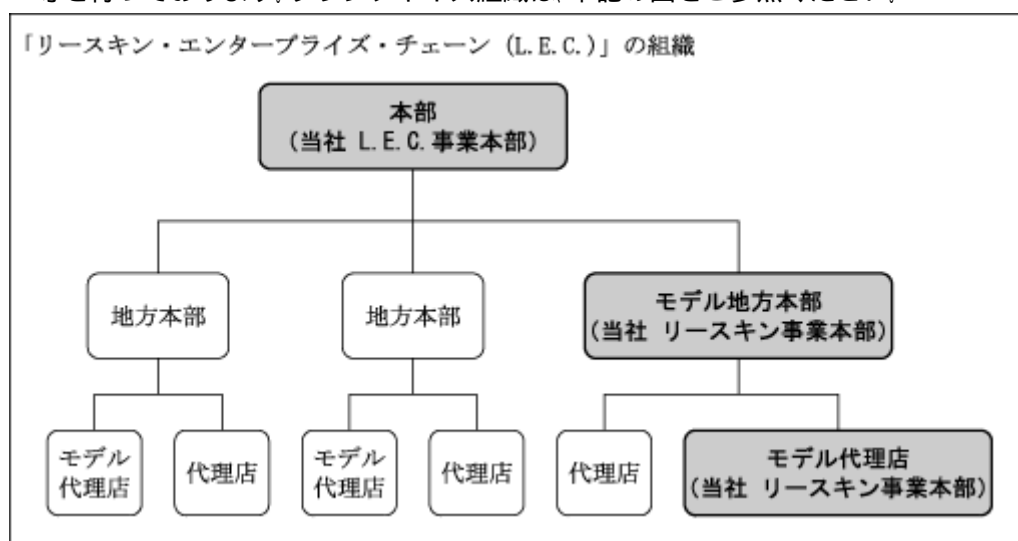 「リースキン・エンタープライズ・チェーン (L.E.C.)」の組織
本部
(当社 L.E.C.事業本部)
地方本部
地方本部
モデル地方本部
(当社 リースキン事業本部)
モデル
代理店
代理店
モデル
代理店
代理店
代理店
モデル代理店
(当社 リースキン事業本部)